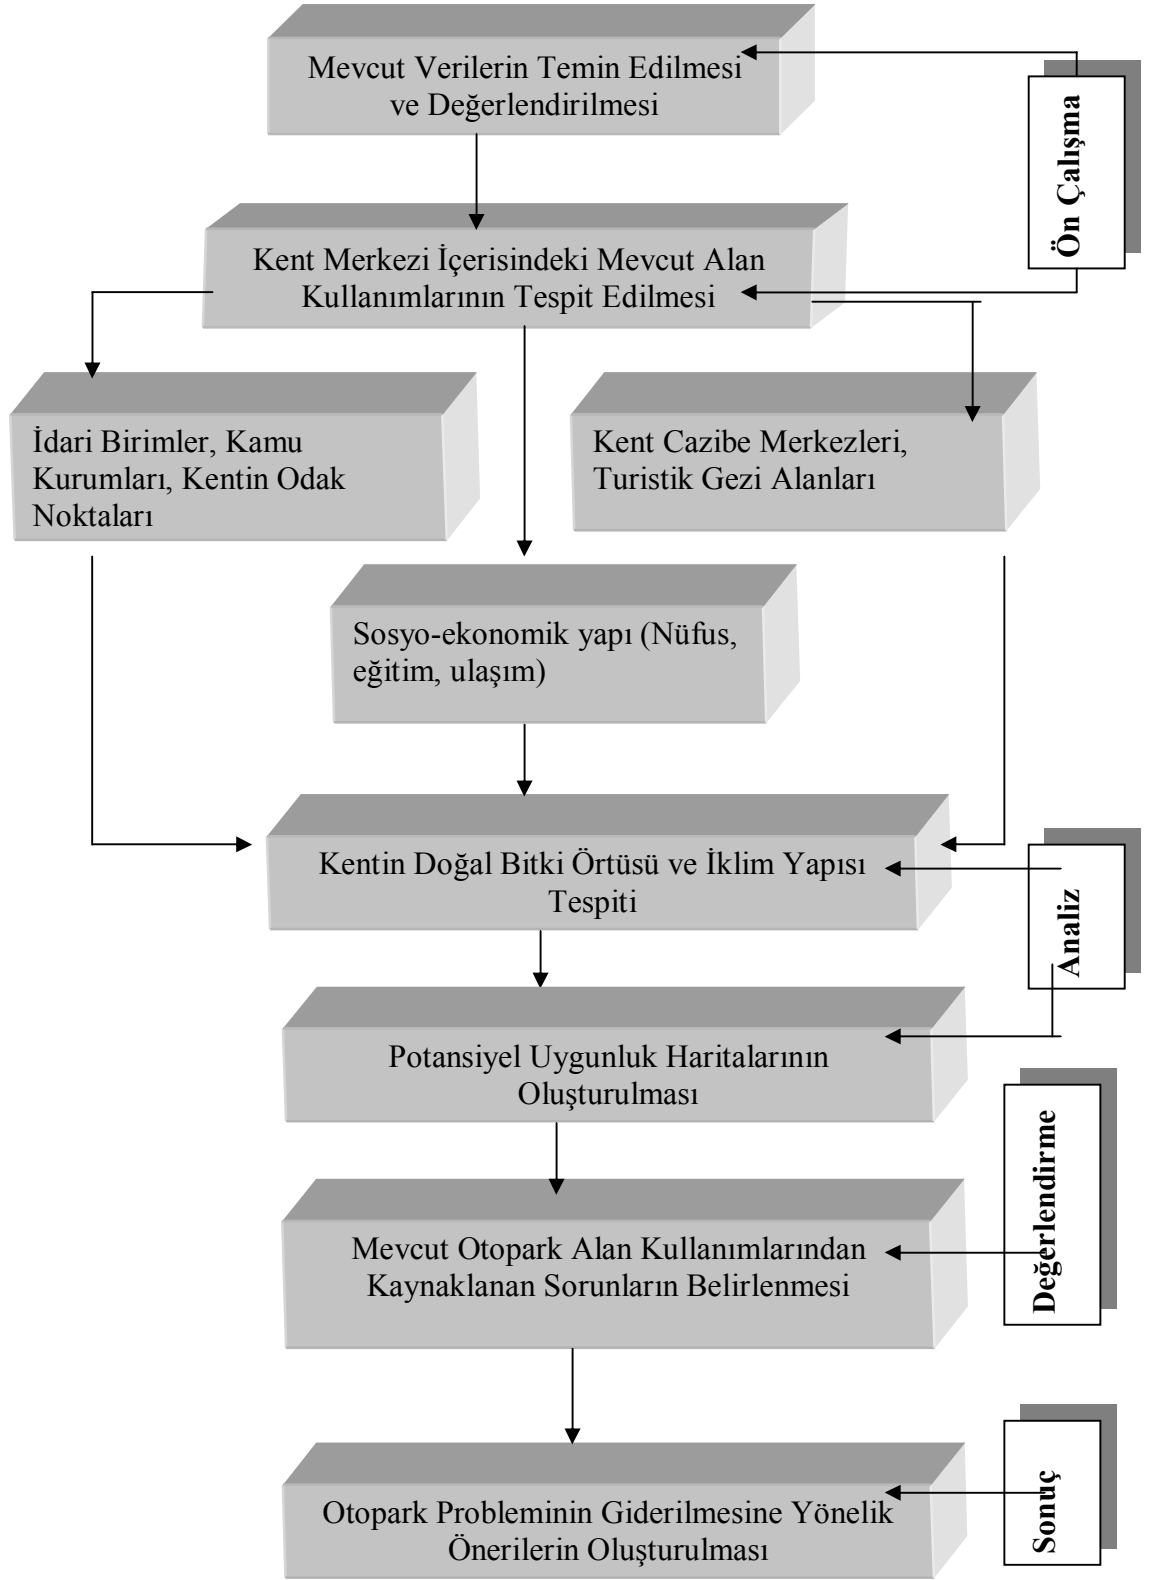 Mevcut Verilerin Temin Edilmesi
ve Değerlendirilmesi
Ön Çalışma
Kent Merkezi İçerisindeki Mevcut Alan
Kullanımlarının Tespit Edilmesi
İdari Birimler, Kamu
Kurumları, Kentin Odak
Noktaları
Kent Cazibe Merkezleri,
Turistik Gezi Alanları
Sosyo-ekonomik yapı (Nüfus,
eğitim, ulaşım)
Kentin Doğal Bitki Örtüsü ve İklim Yapısı
Tespiti
Analiz
Potansiyel Uygunluk Haritalarının
Oluşturulması
Değerlendirme
Mevcut Otopark Alan Kullanımlarından
Kaynaklanan Sorunların Belirlenmesi
Sonuç
Otopark Probleminin Giderilmesine Yönelik
Önerilerin Oluşturulması